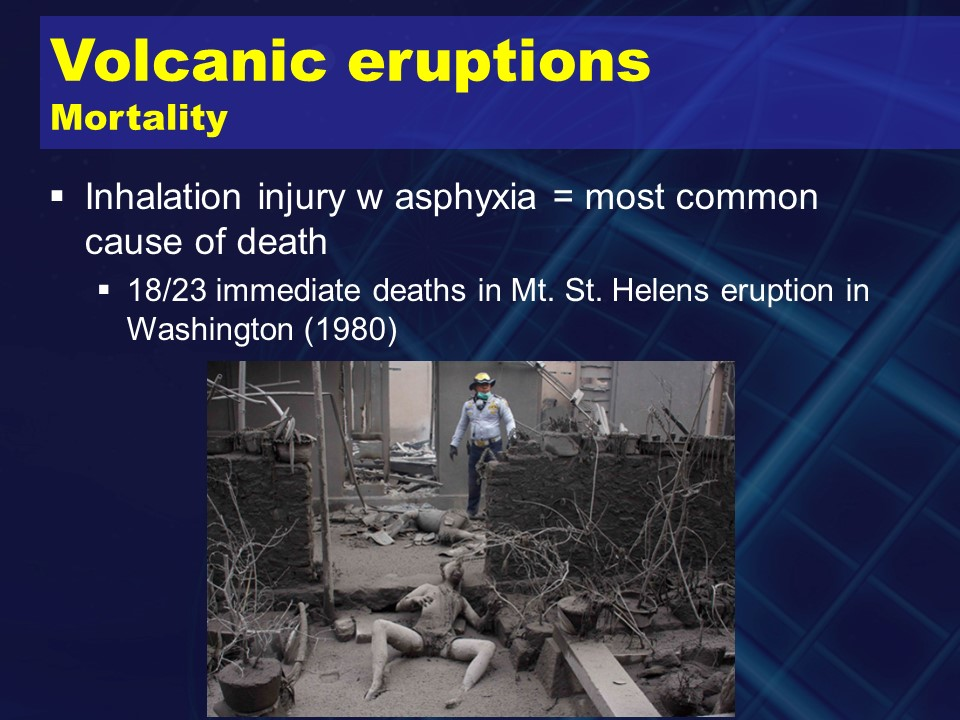 Volcanic eruptions
Mortality
▪ Inhalation injury w asphyxia = most common
cause of death
▪ 18/23 immediate deaths in Mt. St. Helens eruption in
Washington (1980)